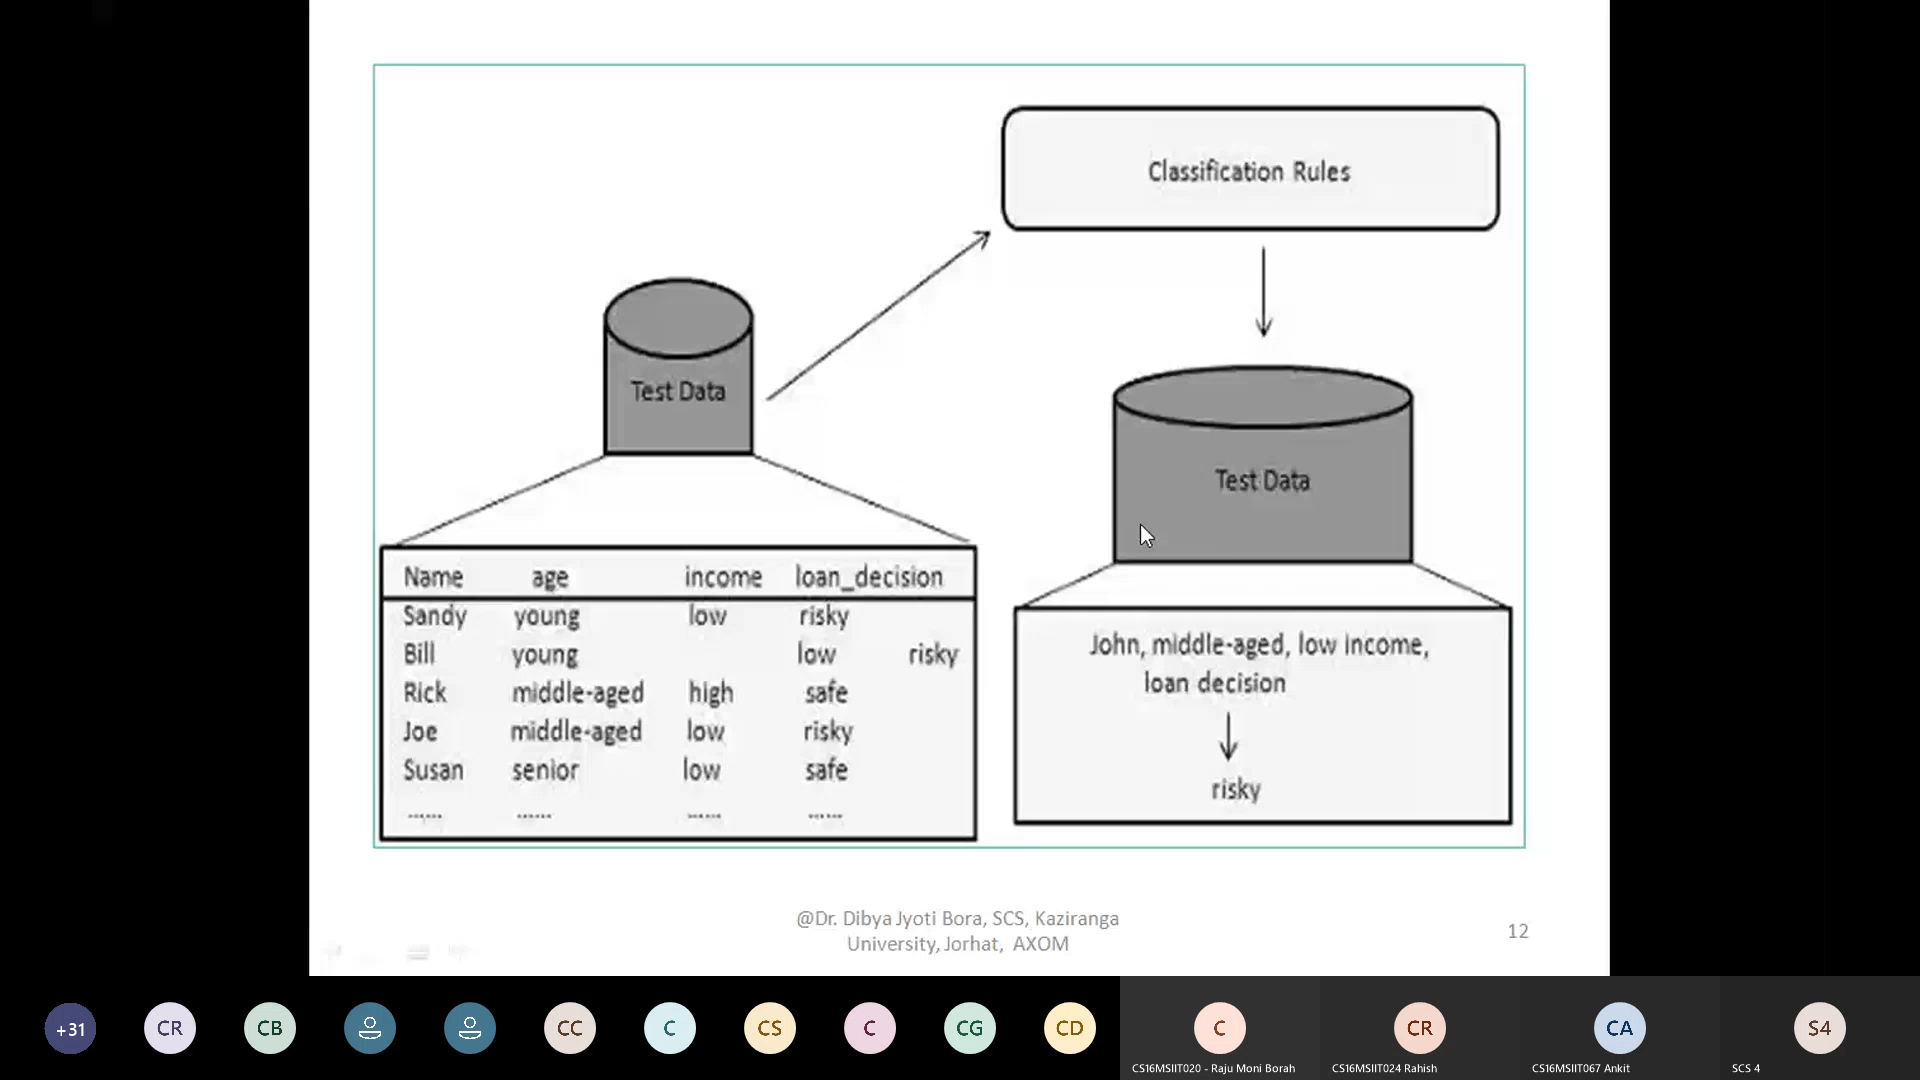 Classification Rules
Test Data
Test Data
Name age income loan_decision
Sandy young low risky
Bill young low risky
Rick middle-aged high safe
Joe middle-aged low risky
Susan senior low safe
...... ...... ...... ......
John, middle-aged, low income,
loan decision
risky
@Dr. Dibya Jyoti Bora, SCS, Kaziranga
University, Jorhat, AXOM
12
+31
CR
CB
CC
C
CS
C
CG
CD
C
CR
CA
S4
CS16MSIIT020 - Raju Moni Borah
CS16MSIIT024 Rahish
CS16MSIIT067 Ankit
SCS 4